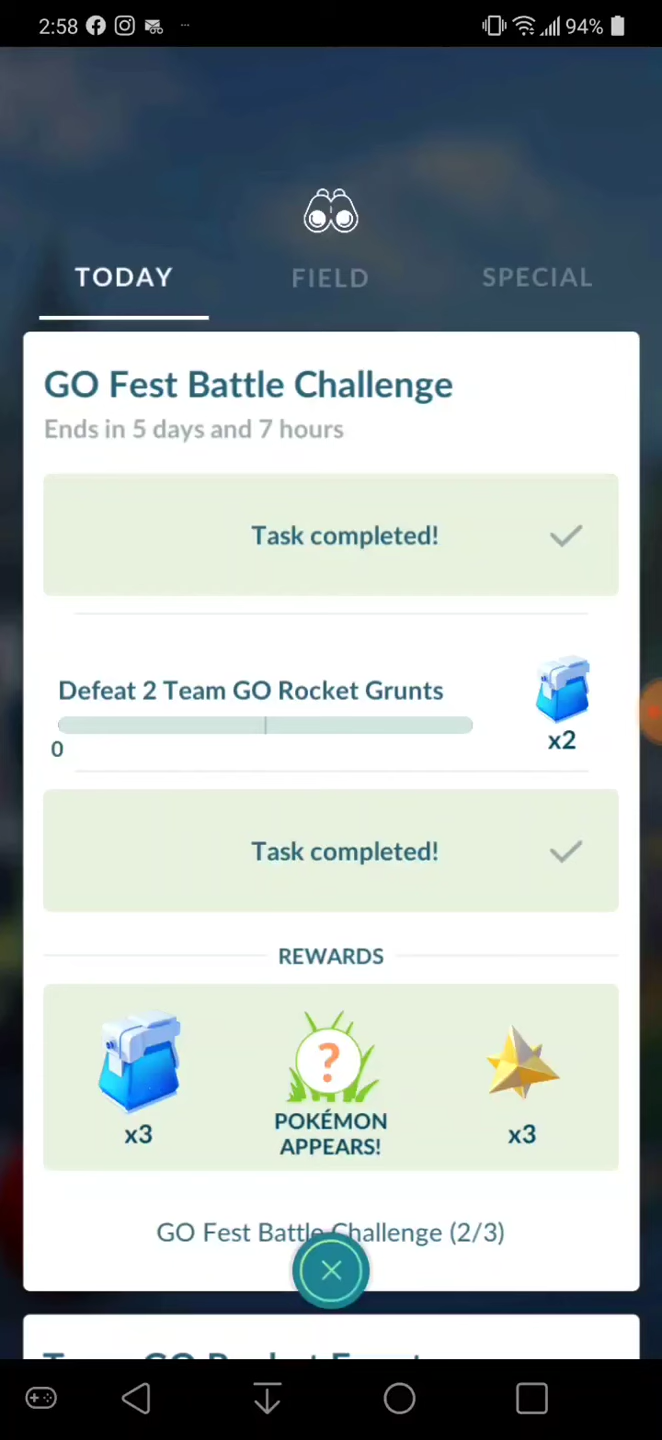 2:58
94%
TODAY
FIELD
SPECIAL
GO Fest Battle Challenge
Ends in 5 days and 7 hours
Task completed!
Defeat 2 Team GO Rocket Grunts
0
x2
Task completed!
REWARDS
?
x3
POKÉMON
APPEARS!
x3
GO Fest Battle Challenge (2/3)